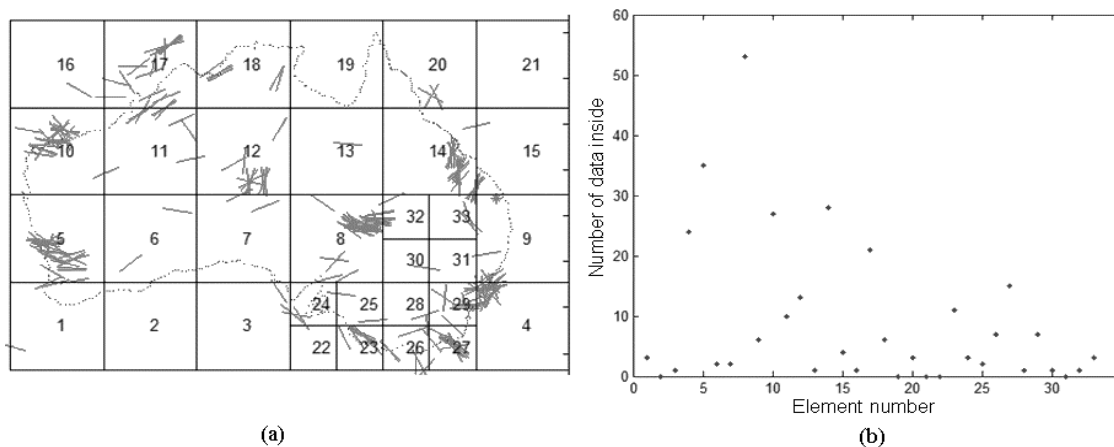 16 17 18 19 20 21
10 11 12 13 14 15
5 6 7 8 32 33 9
30 31
1 2 3 24 25 28 29 4
22 23 26 27
(a)
60
50
40
30
20
10
0
Number of data inside
0 5 10 15 20 25 30
Element number
(b)